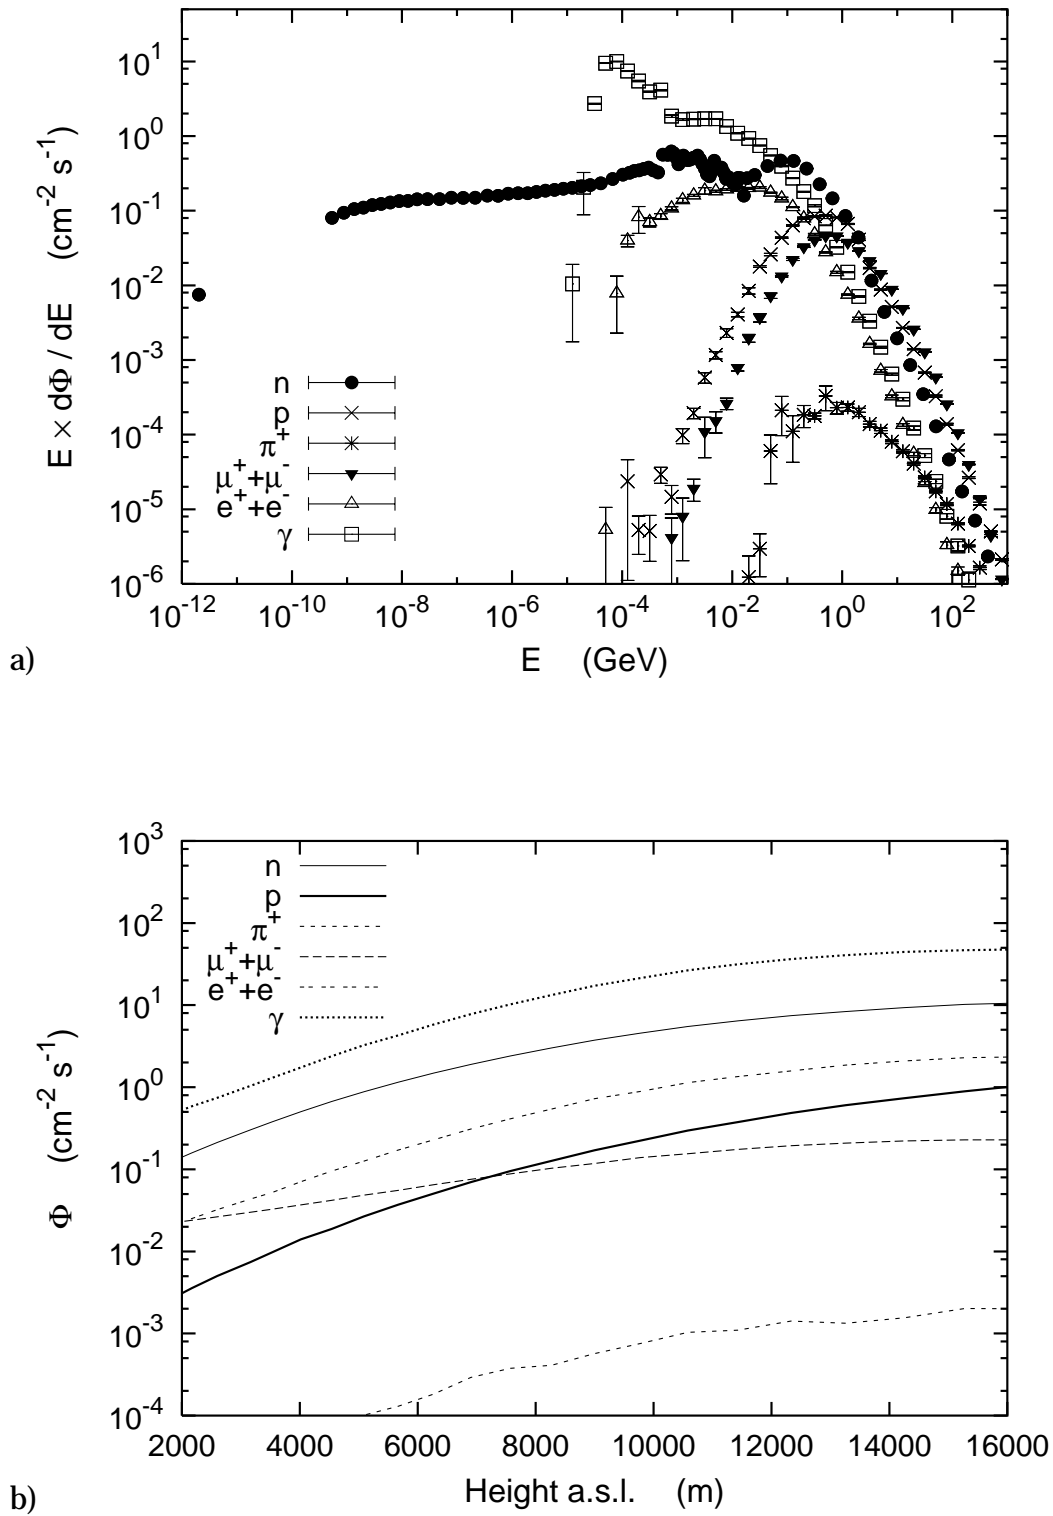 10^1
10^0
10^-1
10^-2
10^-3
10^-4
10^-5
10^-6
E × dΦ / dE (cm^-2 s^-1)
n
p
π^+
μ^+ + μ^-
e^+ + e^-
γ
10^-12 10^-10 10^-8 10^-6 10^-4 10^-2 10^0 10^2
E (GeV)
a)
10^3
10^2
10^1
10^0
10^-1
10^-2
10^-3
10^-4
Φ (cm^-2 s^-1)
n
p
π^+
μ^+ + μ^-
e^+ + e^-
γ
2000 4000 6000 8000 10000 12000 14000 16000
Height a.s.l. (m)
b)